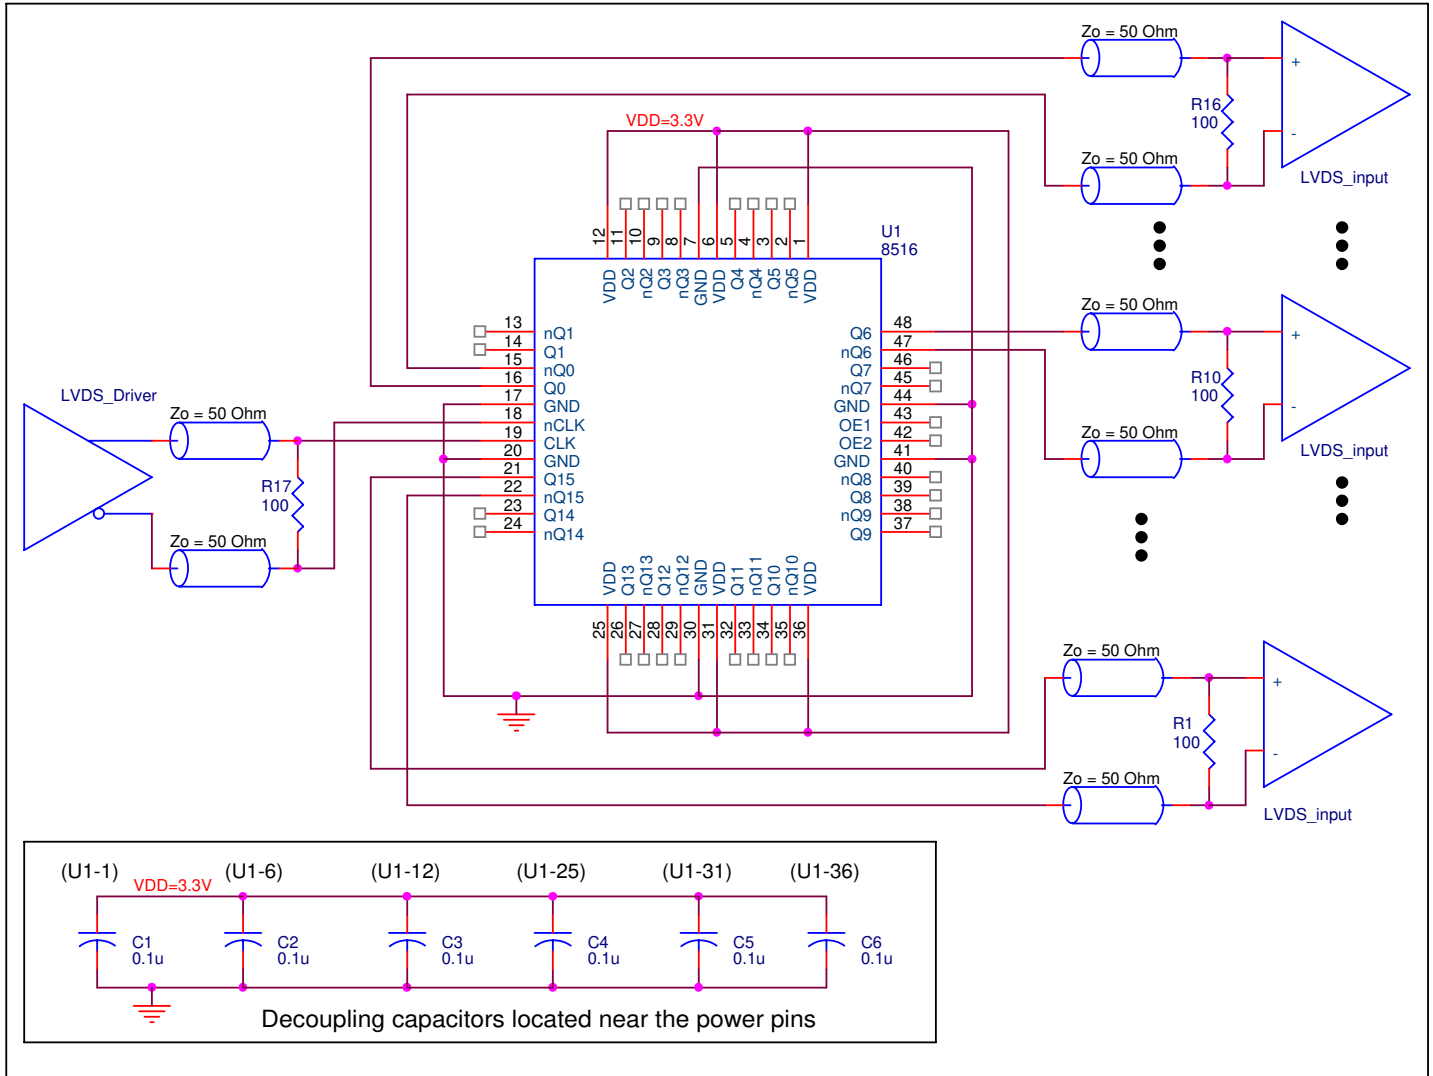 Zo = 50 Ohm
+
R16
100
-
Zo = 50 Ohm
LVDS_input
VDD=3.3V
12
11
10
9
8
7
6
5
4
3
2
1
VDD
Q2
nQ2
Q3
nQ3
GND
VDD
Q4
nQ4
Q5
nQ5
VDD
U1
8516
13 nQ1
14 Q1
15 nQ0
16 Q0
17 GND
18 nCLK
19 CLK
20 GND
21 Q15
22 nQ15
23 Q14
24 nQ14
Q6 48
nQ6 47
Q7 46
nQ7 45
GND 44
OE1 43
OE2 42
GND 41
nQ8 40
Q8 39
nQ9 38
Q9 37
VDD
Q13
nQ13
Q12
nQ12
GND
VDD
Q11
nQ11
Q10
nQ10
VDD
25
26
27
28
29
30
31
32
33
34
35
36
LVDS_Driver
Zo = 50 Ohm
R17
100
Zo = 50 Ohm
Zo = 50 Ohm
+
R10
100
-
Zo = 50 Ohm
LVDS_input
Zo = 50 Ohm
+
R1
100
-
Zo = 50 Ohm
LVDS_input
(U1-1) (U1-6) (U1-12) (U1-25) (U1-31) (U1-36)
VDD=3.3V
C1 C2 C3 C4 C5 C6
0.1u 0.1u 0.1u 0.1u 0.1u 0.1u
Decoupling capacitors located near the power pins